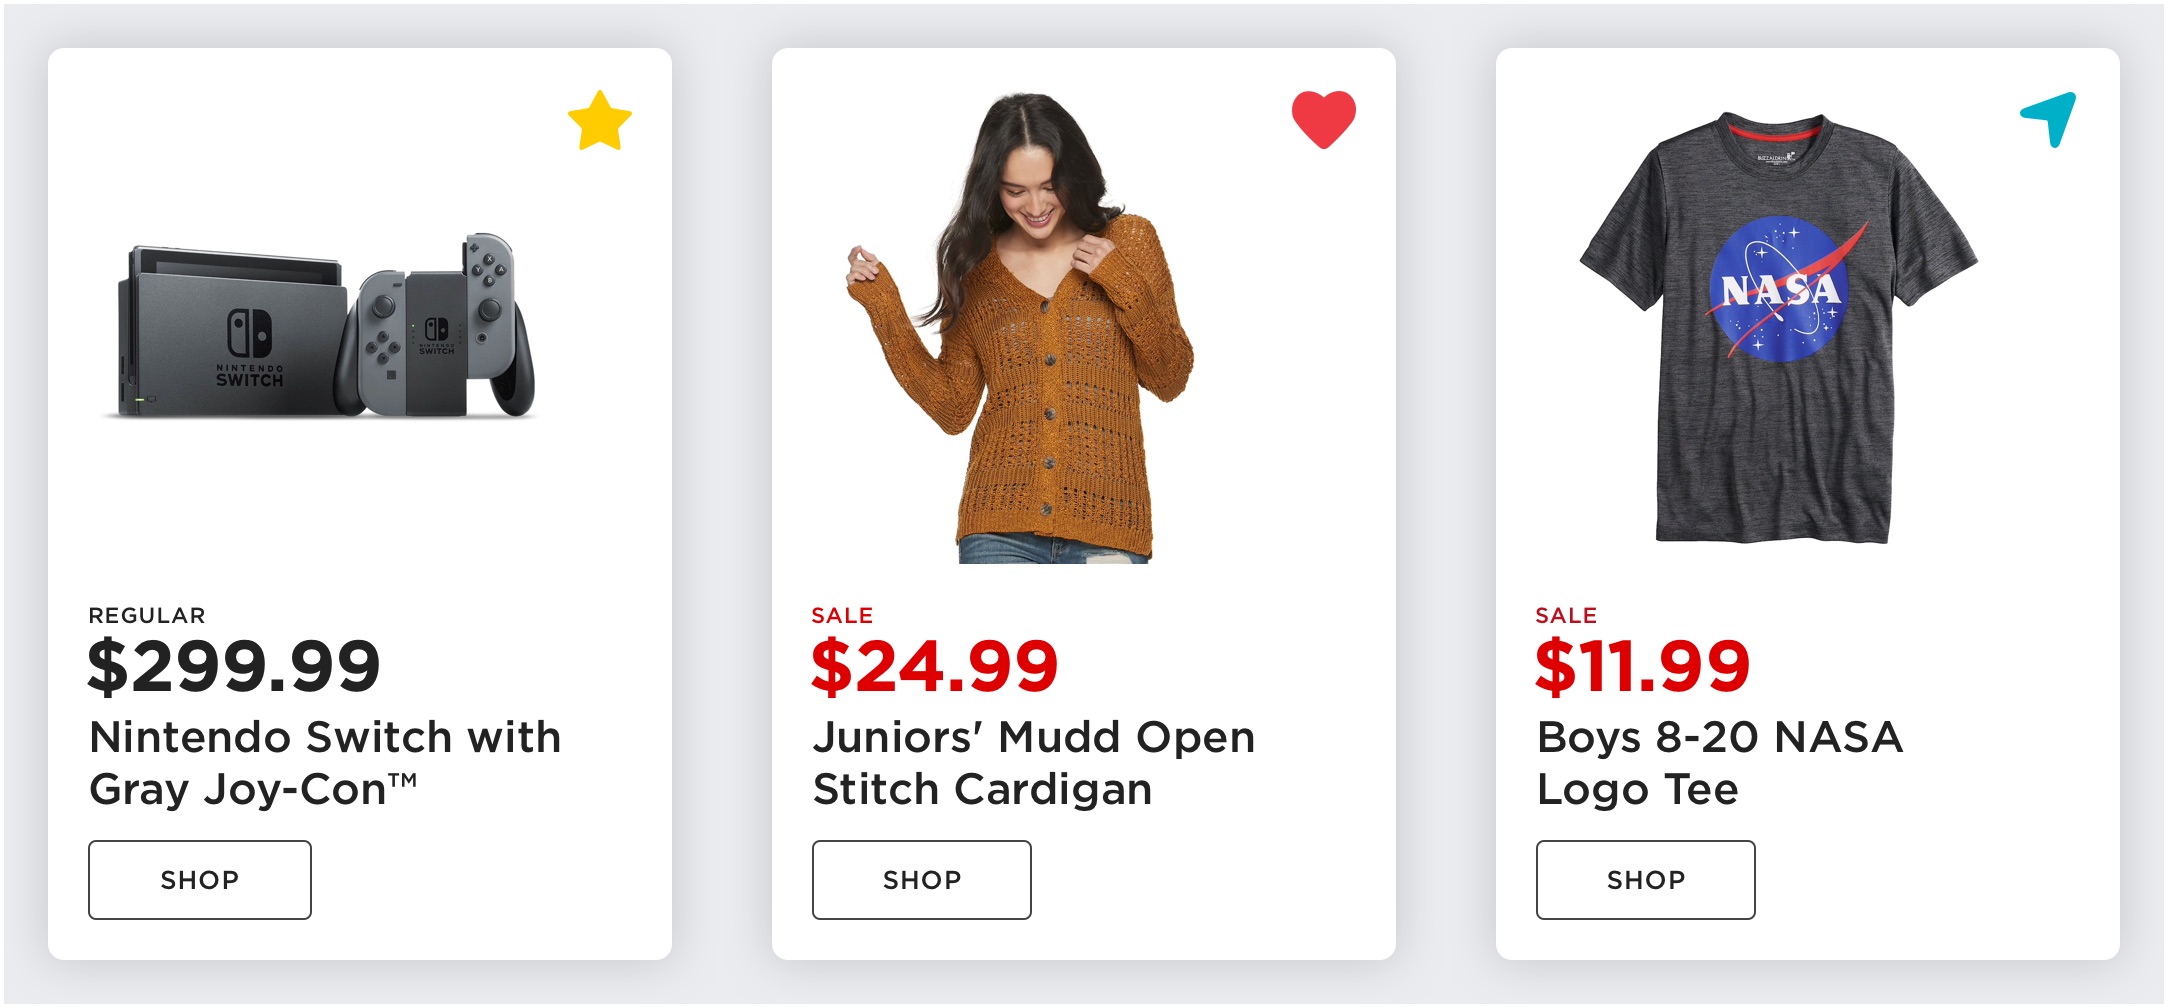 NINTENDO
SWITCH
NINTENDO
SWITCH
REGULAR
$299.99
Nintendo Switch with
Gray Joy-Con™
SHOP
SALE
$24.99
Juniors' Mudd Open
Stitch Cardigan
SHOP
NASA
SALE
$11.99
Boys 8-20 NASA
Logo Tee
SHOP